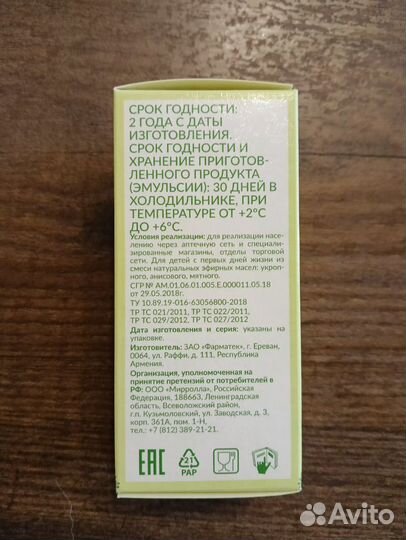 СРОК ГОДНОСТИ:
2 ГОДА С ДАТЫ
ИЗГОТОВЛЕНИЯ.
СРОК ГОДНОСТИ И
ХРАНЕНИЕ ПРИГОТОВ-
ЛЕННОГО ПРОДУКТА
(ЭМУЛЬСИИ): 30 ДНЕЙ В
ХОЛОДИЛЬНИКЕ, ПРИ
ТЕМПЕРАТУРЕ ОТ +2°С
ДО +6°С.
Условия реализации: для реализации насе-
лению через аптечную сеть и специализи-
рованные магазины, отделы торговой
сети. Для детей с первых дней жизни из
смеси натуральных эфирных масел: укроп-
ного, анисового, мятного.
СГР № AM.01.06.01.005.E.000011.05.18
от 29.05.2018г.
ТУ 10.89.19-016-63056800-2018
ТР ТС 021/2011, ТР ТС 022/2011,
ТР ТС 029/2012, ТР ТС 027/2012
Дата изготовления и серия: указаны на
упаковке.
Изготовитель: ЗАО «Фарматек», г. Ереван,
0064, ул. Раффи, д. 111, Республика
Армения.
Организация, уполномоченная на
принятие претензий от потребителей в
РФ: ООО «Мирролла», Российская
Федерация, 188663, Ленинградская
область, Всеволожский район,
г.п. Кузьмоловский, ул. Заводская, д. 3,
корп. 361А, пом. 1-Н,
тел.: +7 (812) 389-21-21.
EAC
21
PAP
Avito